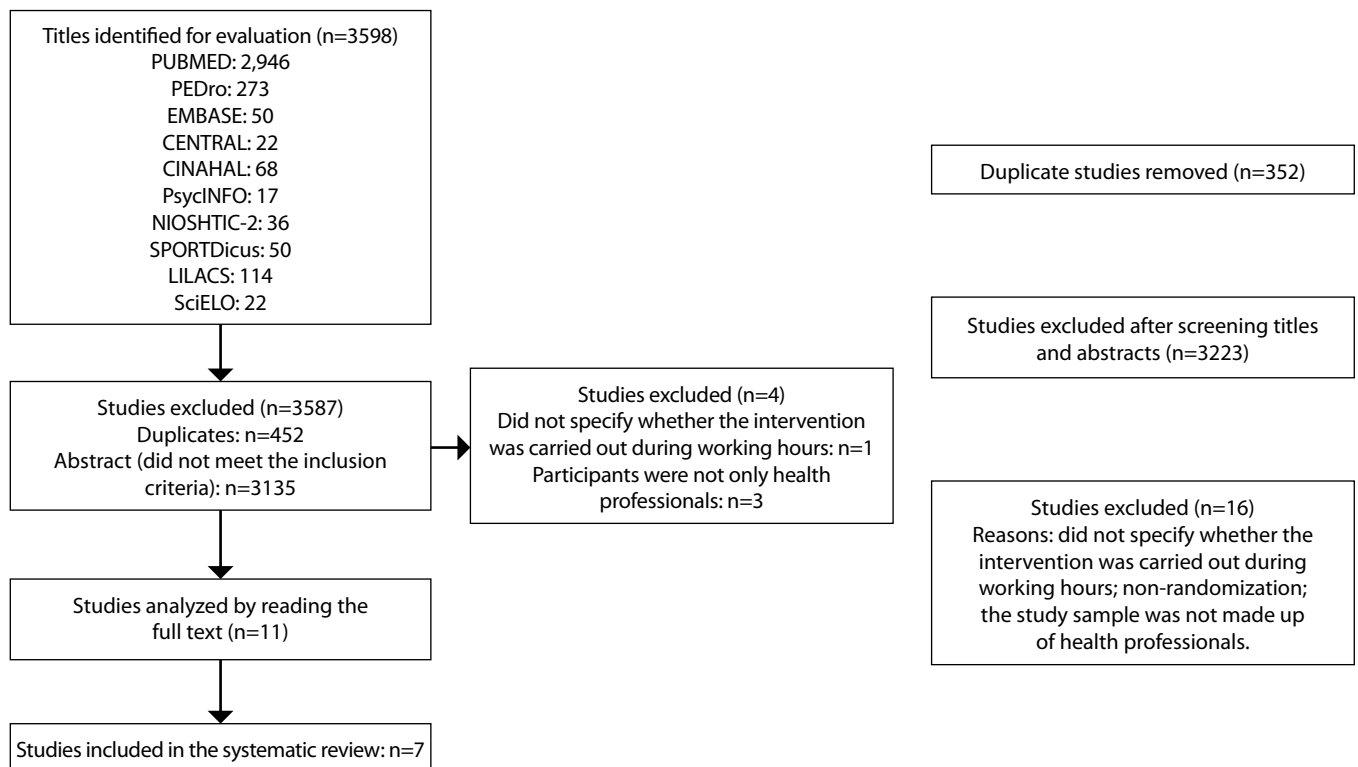 Titles identified for evaluation (n=3598)
PUBMED: 2,946
PEDro: 273
EMBASE: 50
CENTRAL: 22
CINAHAL: 68
PsycINFO: 17
NIOSHTIC-2: 36
SPORTDicus: 50
LILACS: 114
SciELO: 22
Studies excluded (n=3587)
Duplicates: n=452
Abstract (did not meet the inclusion
criteria): n=3135
Studies excluded (n=4)
Did not specify whether the intervention
was carried out during working hours: n=1
Participants were not only health
professionals: n=3
Studies analyzed by reading the
full text (n=11)
Studies included in the systematic review: n=7
Duplicate studies removed (n=352)
Studies excluded after screening titles
and abstracts (n=3223)
Studies excluded (n=16)
Reasons: did not specify whether the
intervention was carried out during
working hours; non-randomization;
the study sample was not made up
of health professionals.